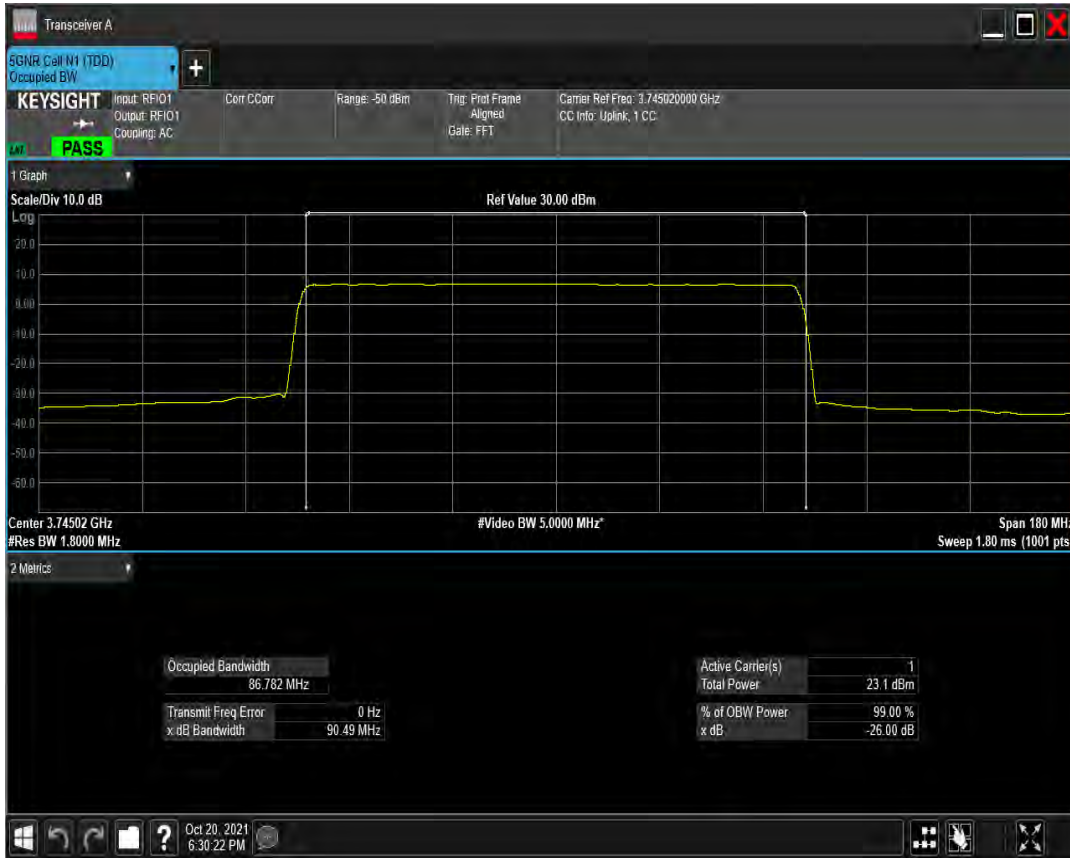 Transceiver A
5GNR Cell N1 (TDD)
Occupied BW
+
KEYSIGHT
Input: RFIO1
Output: RFIO1
Coupling: AC
Corr CCorr
Range: -50 dBm
Trig: Prot Frame
Aligned
Gate: FFT
Carrier Ref Freq: 3.745020000 GHz
CC Info: Uplink, 1 CC
PASS
1 Graph
Scale/Div 10.0 dB
Ref Value 30.00 dBm
Log
20.0
10.0
0.00
-10.0
-20.0
-30.0
-40.0
-50.0
-60.0
Center 3.74502 GHz
#Video BW 5.0000 MHz*
Span 180 MHz
#Res BW 1.8000 MHz
Sweep 1.80 ms (1001 pts
2 Metrics
Occupied Bandwidth
86.782 MHz
Transmit Freq Error 0 Hz
x dB Bandwidth 90.49 MHz
Active Carrier(s) 1
Total Power 23.1 dBm
% of OBW Power 99.00 %
x dB -26.00 dB
?
Oct 20, 2021
6:30:22 PM